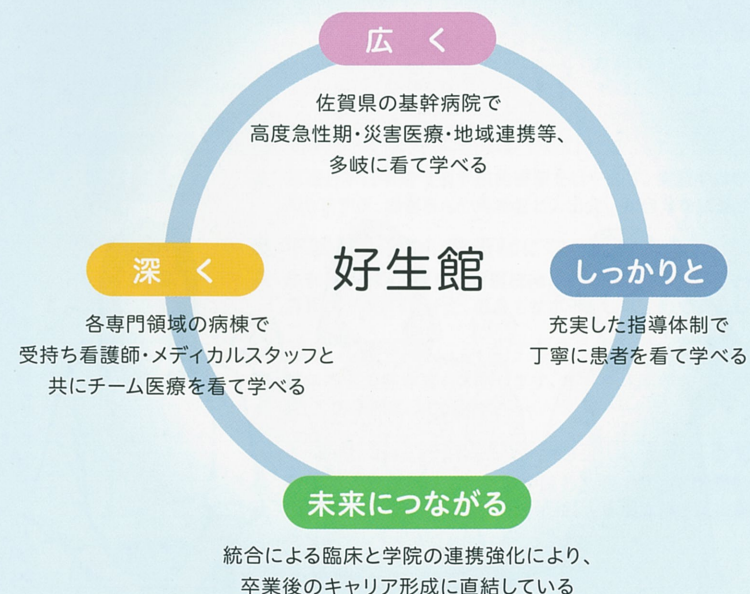 広く
佐賀県の基幹病院で
高度急性期・災害医療・地域連携等、
多岐に看て学べる
深く
好生館
しっかりと
各専門領域の病棟で
受持ち看護師・メディカルスタッフと
共にチーム医療を看て学べる
充実した指導体制で
丁寧に患者を看て学べる
未来につながる
統合による臨床と学院の連携強化により、
卒業後のキャリア形成に直結している